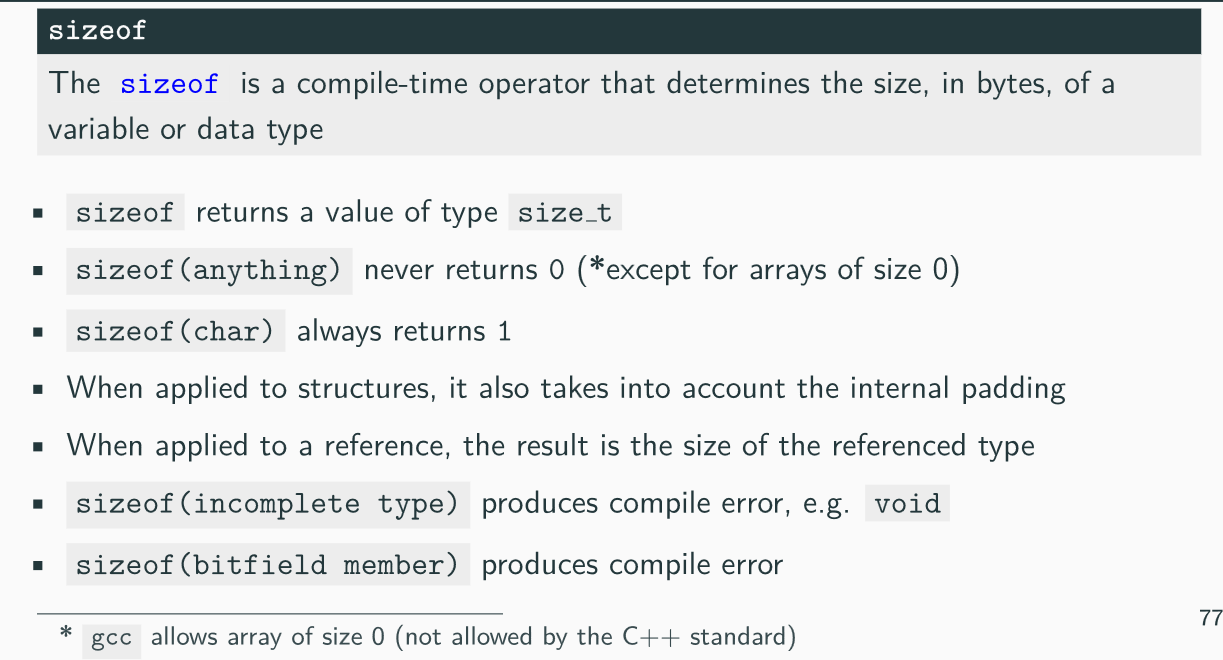 sizeof
The sizeof is a compile-time operator that determines the size, in bytes, of a
variable or data type
▪ sizeof returns a value of type size_t
▪ sizeof(anything) never returns 0 (*except for arrays of size 0)
▪ sizeof(char) always returns 1
▪ When applied to structures, it also takes into account the internal padding
▪ When applied to a reference, the result is the size of the referenced type
▪ sizeof(incomplete type) produces compile error, e.g. void
▪ sizeof(bitfield member) produces compile error
* gcc allows array of size 0 (not allowed by the C++ standard)
77